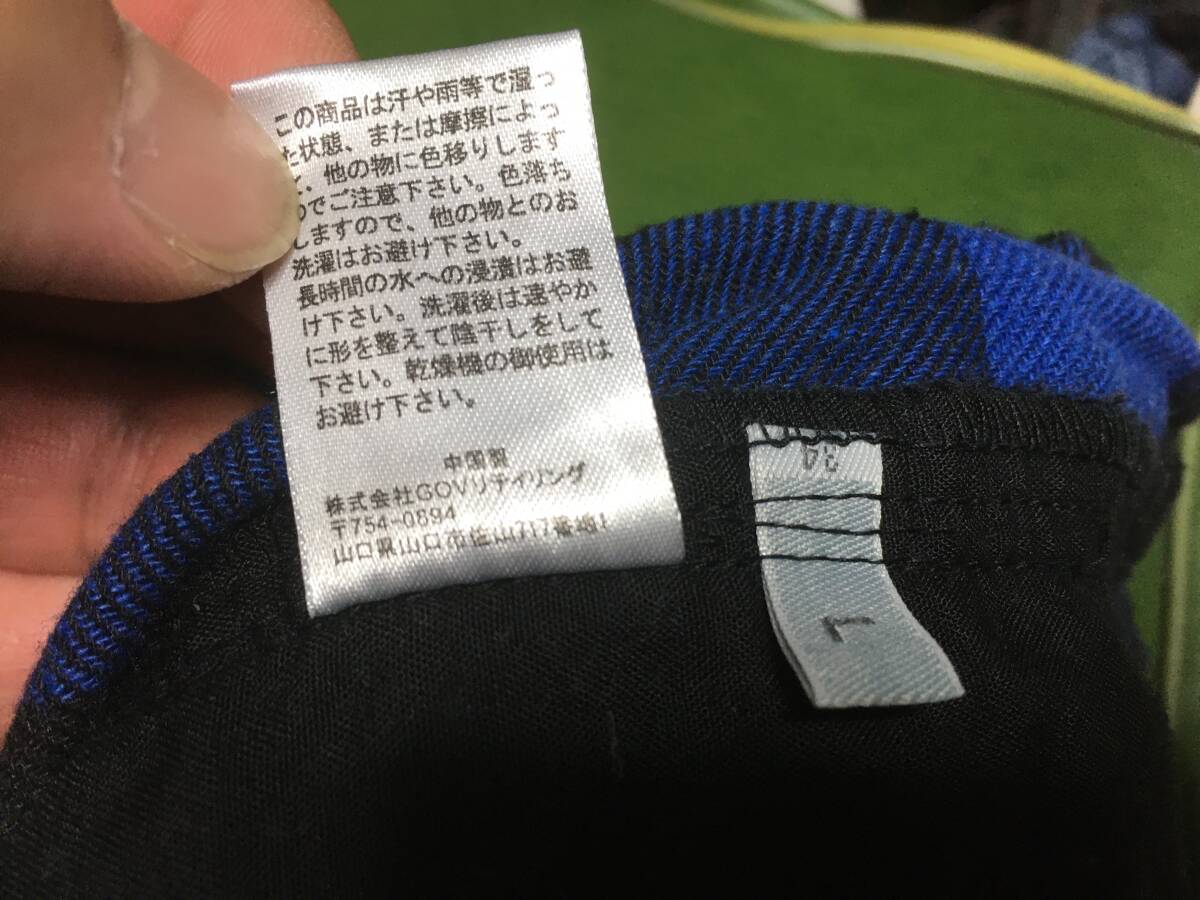 この商品は汗や雨等で湿っ
た状態、または摩擦によっ
て、他の物に色移りします
のでご注意下さい。色落ち
しますので、他の物とのお
洗濯はお避け下さい。
長時間の水への浸漬はお避
け下さい。洗濯後は速やか
に形を整えて陰干しをして
下さい。乾燥機の御使用は
お避け下さい。
中国製
株式会社GOVリテイリング
〒754-0894
山口県山口市佐山717番地1
34
L